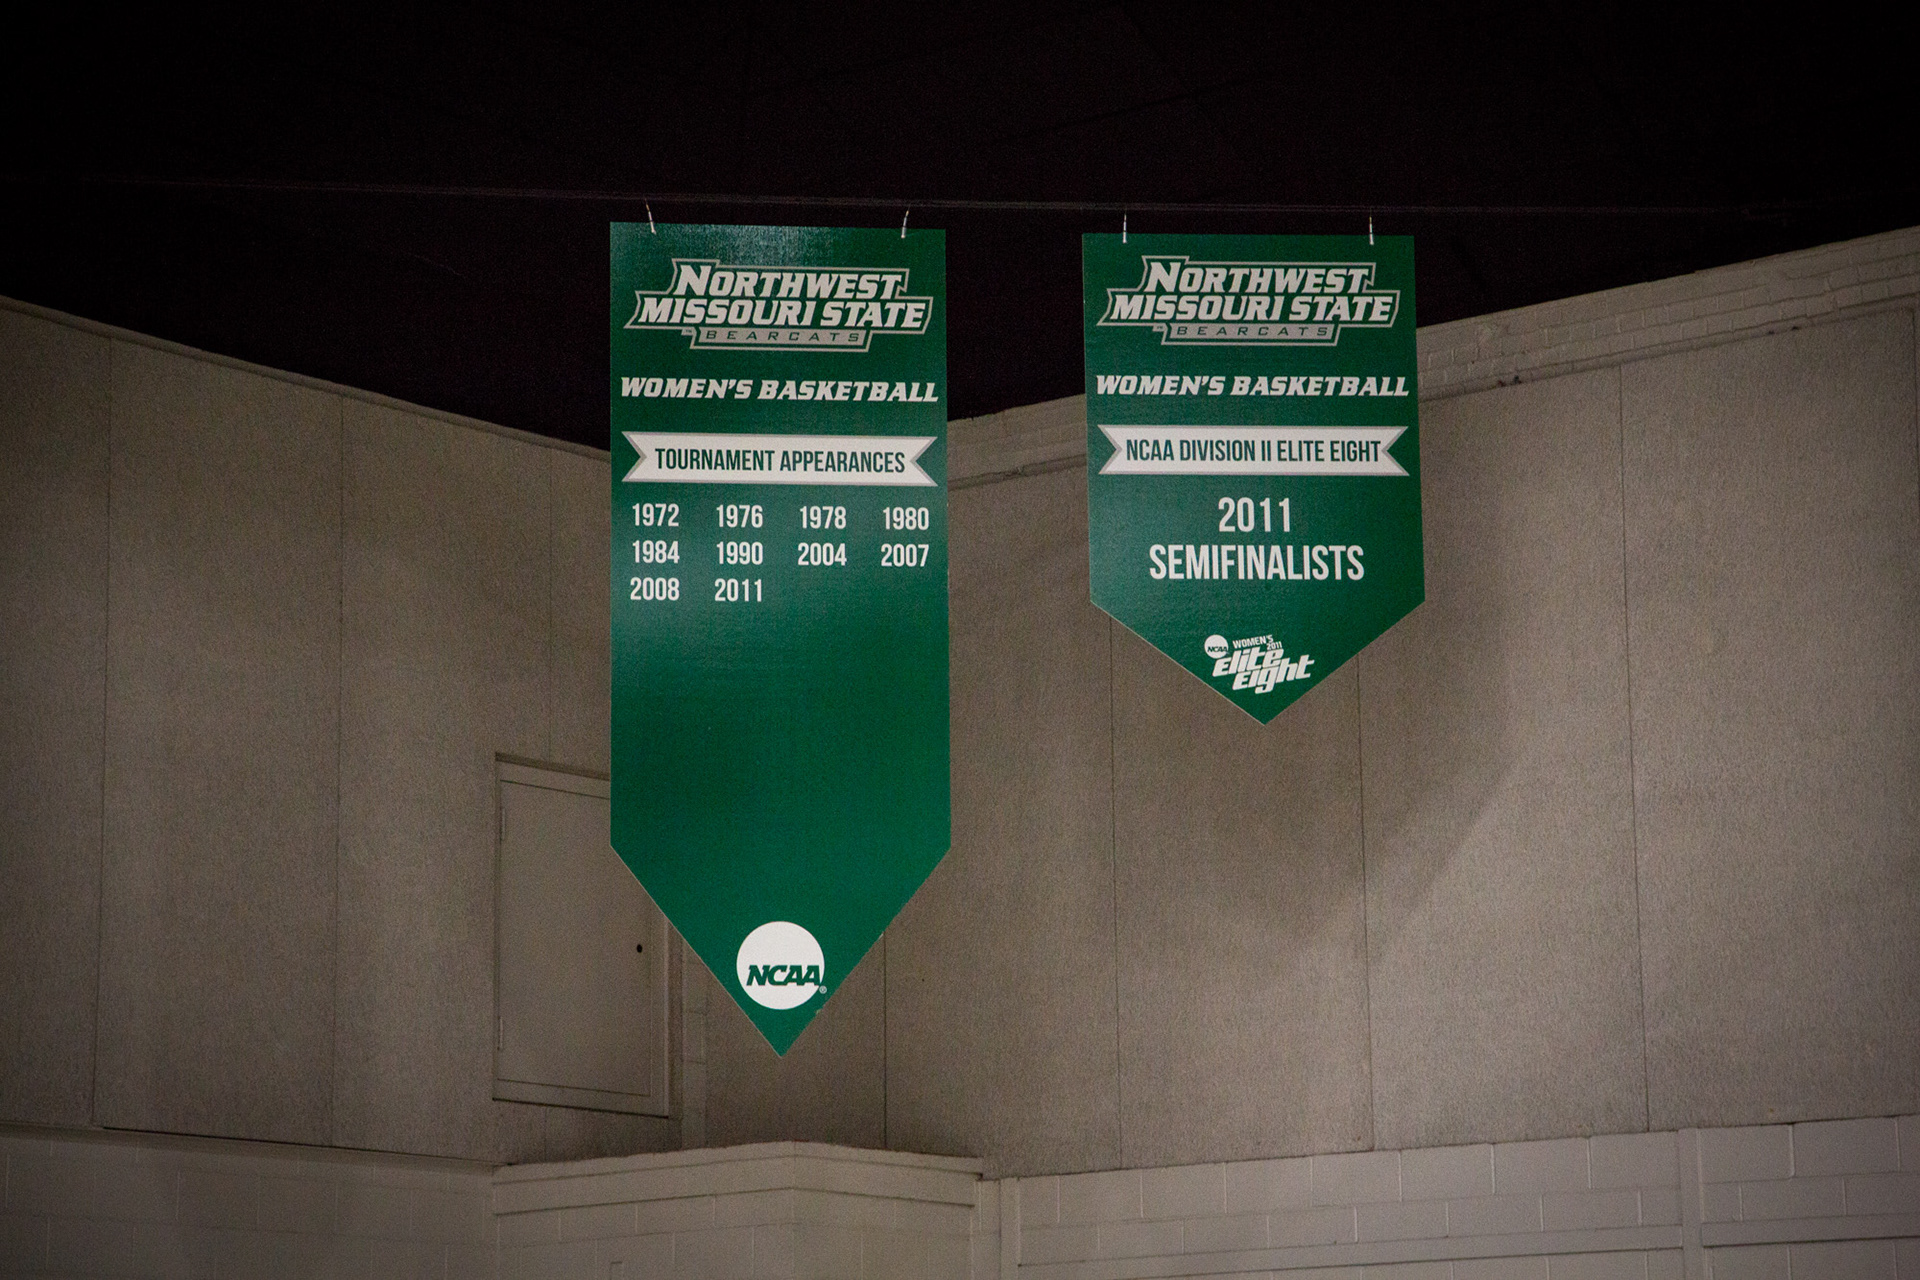 NORTHWEST
MISSOURI STATE
BEARCATS
WOMEN'S BASKETBALL
TOURNAMENT APPEARANCES
1972 1976 1978 1980
1984 1990 2004 2007
2008 2011
NCAA®
NORTHWEST
MISSOURI STATE
BEARCATS
WOMEN'S BASKETBALL
NCAA DIVISION II ELITE EIGHT
2011
SEMIFINALISTS
NCAA WOMEN'S
2011
Elite
Eight